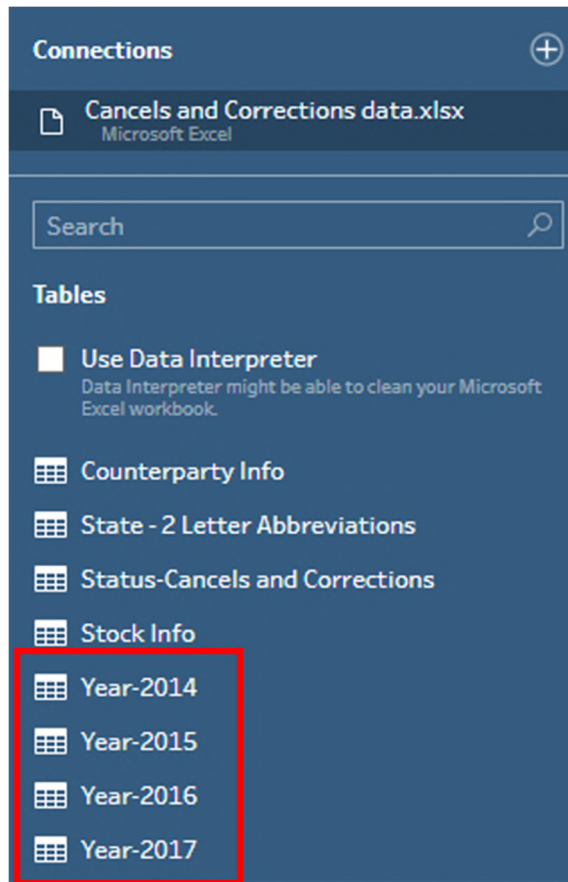 Connections
Cancels and Corrections data.xlsx
Microsoft Excel
Search
Tables
Use Data Interpreter
Data Interpreter might be able to clean your Microsoft
Excel workbook.
Counterparty Info
State - 2 Letter Abbreviations
Status-Cancels and Corrections
Stock Info
Year-2014
Year-2015
Year-2016
Year-2017